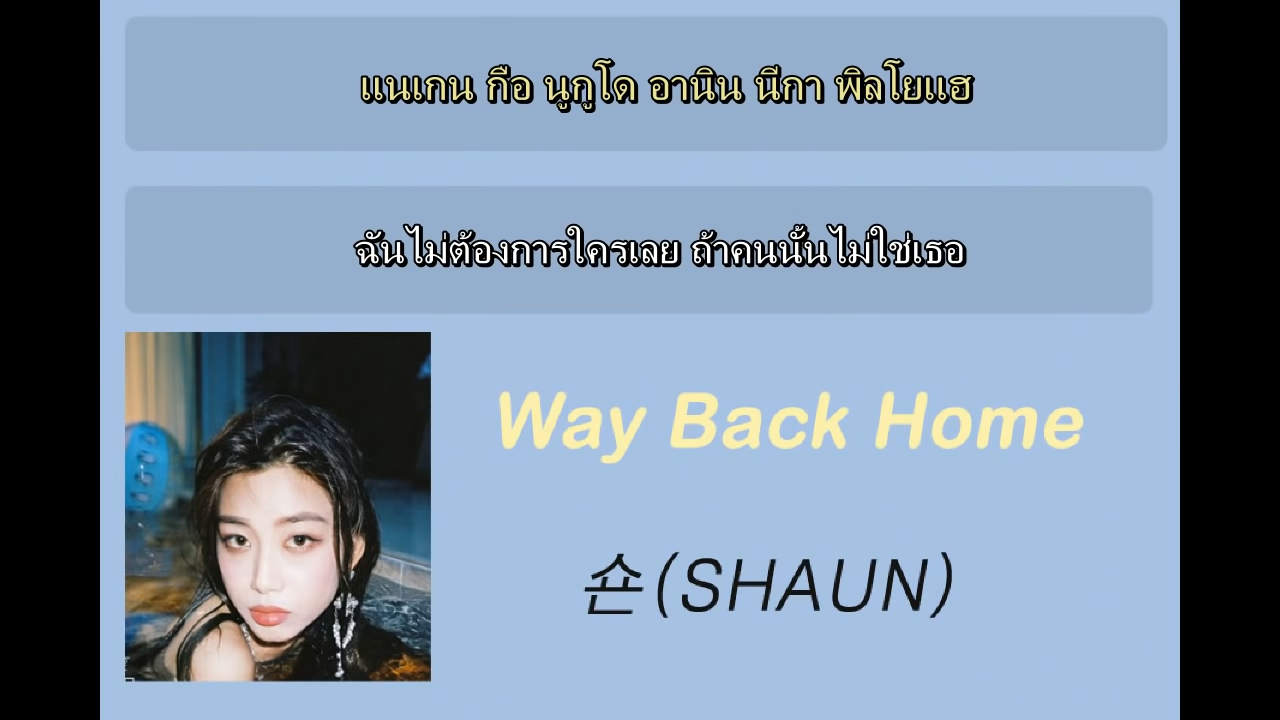 แนเกน กือ นูกูโด อานิน นีกา พิลโยแฮ
ฉันไม่ต้องการใครเลย ถ้าคนนั้นไม่ใช่เธอ
Way Back Home
숀(SHAUN)